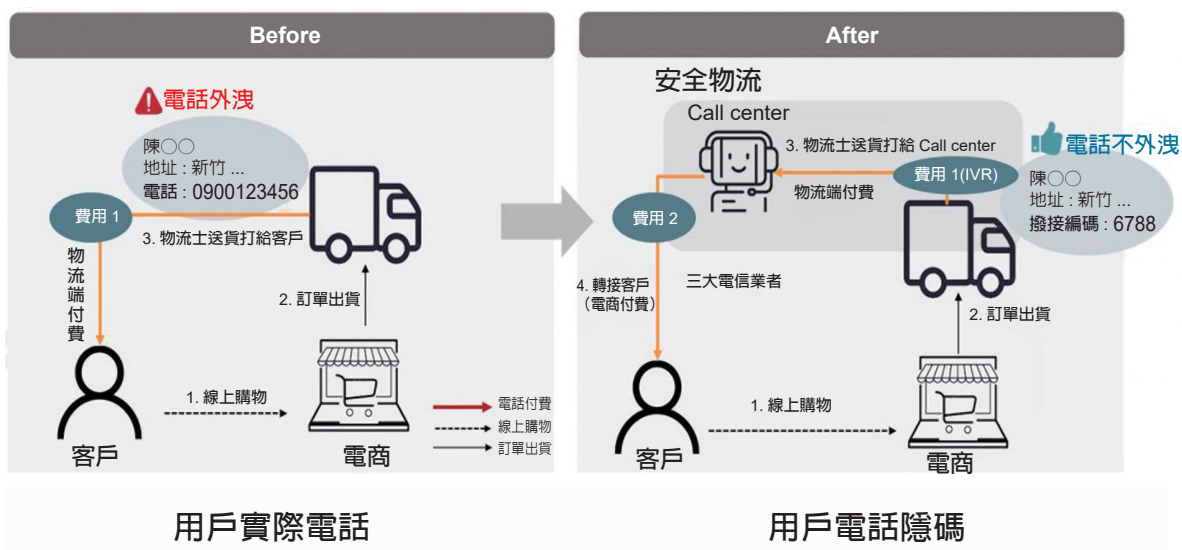 Before
電話外洩
陳○○
地址 : 新竹 ...
電話 : 0900123456
費用 1
3. 物流士送貨打給客戶
物流端付費
2. 訂單出貨
1. 線上購物
電話付費
線上購物
訂單出貨
客戶
電商
用戶實際電話
After
安全物流
Call center
3. 物流士送貨打給 Call center
電話不外洩
費用 1(IVR)
物流端付費
陳○○
地址 : 新竹 ...
撥接編碼 : 6788
費用 2
4. 轉接客戶
（電商付費）
三大電信業者
2. 訂單出貨
1. 線上購物
客戶
電商
用戶電話隱碼